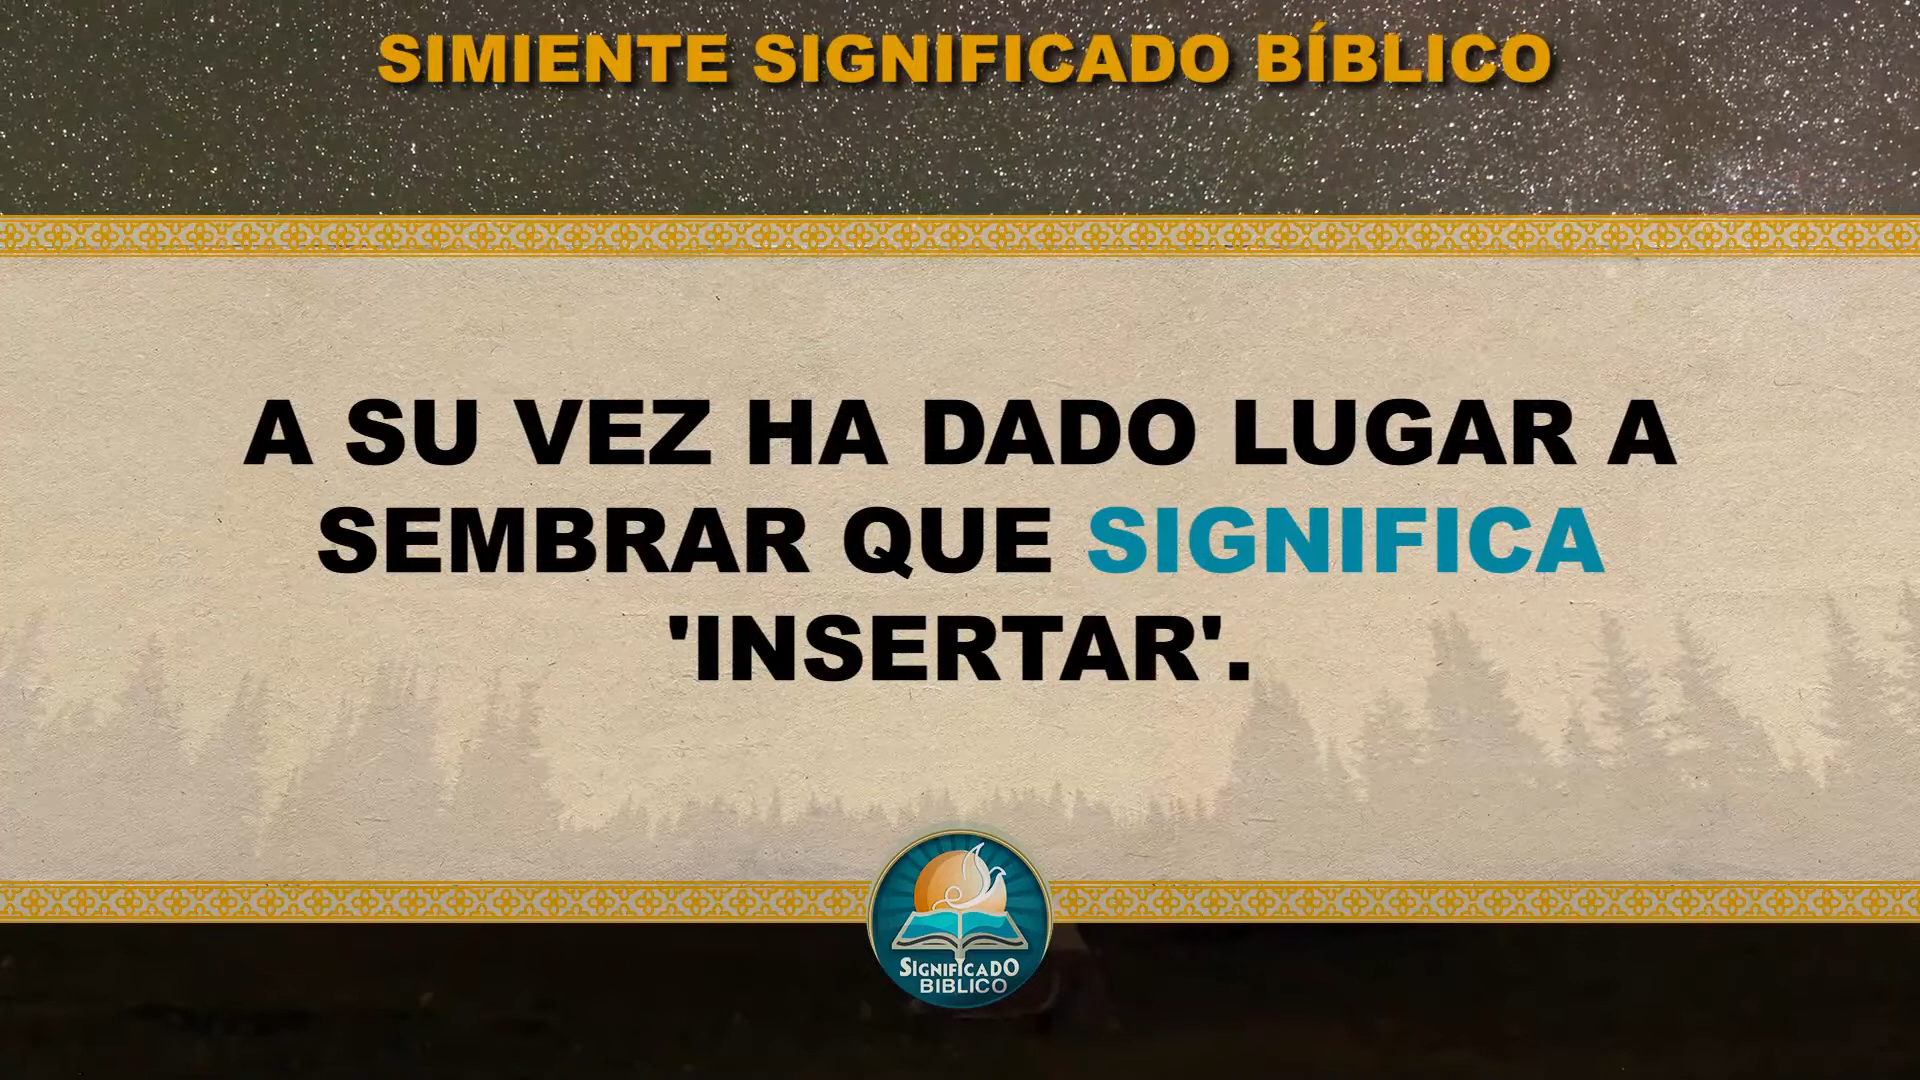 SIMIENTE SIGNIFICADO BÍBLICO
A SU VEZ HA DADO LUGAR A
SEMBRAR QUE SIGNIFICA
'INSERTAR'.
SIGNIFICADO
BIBLICO